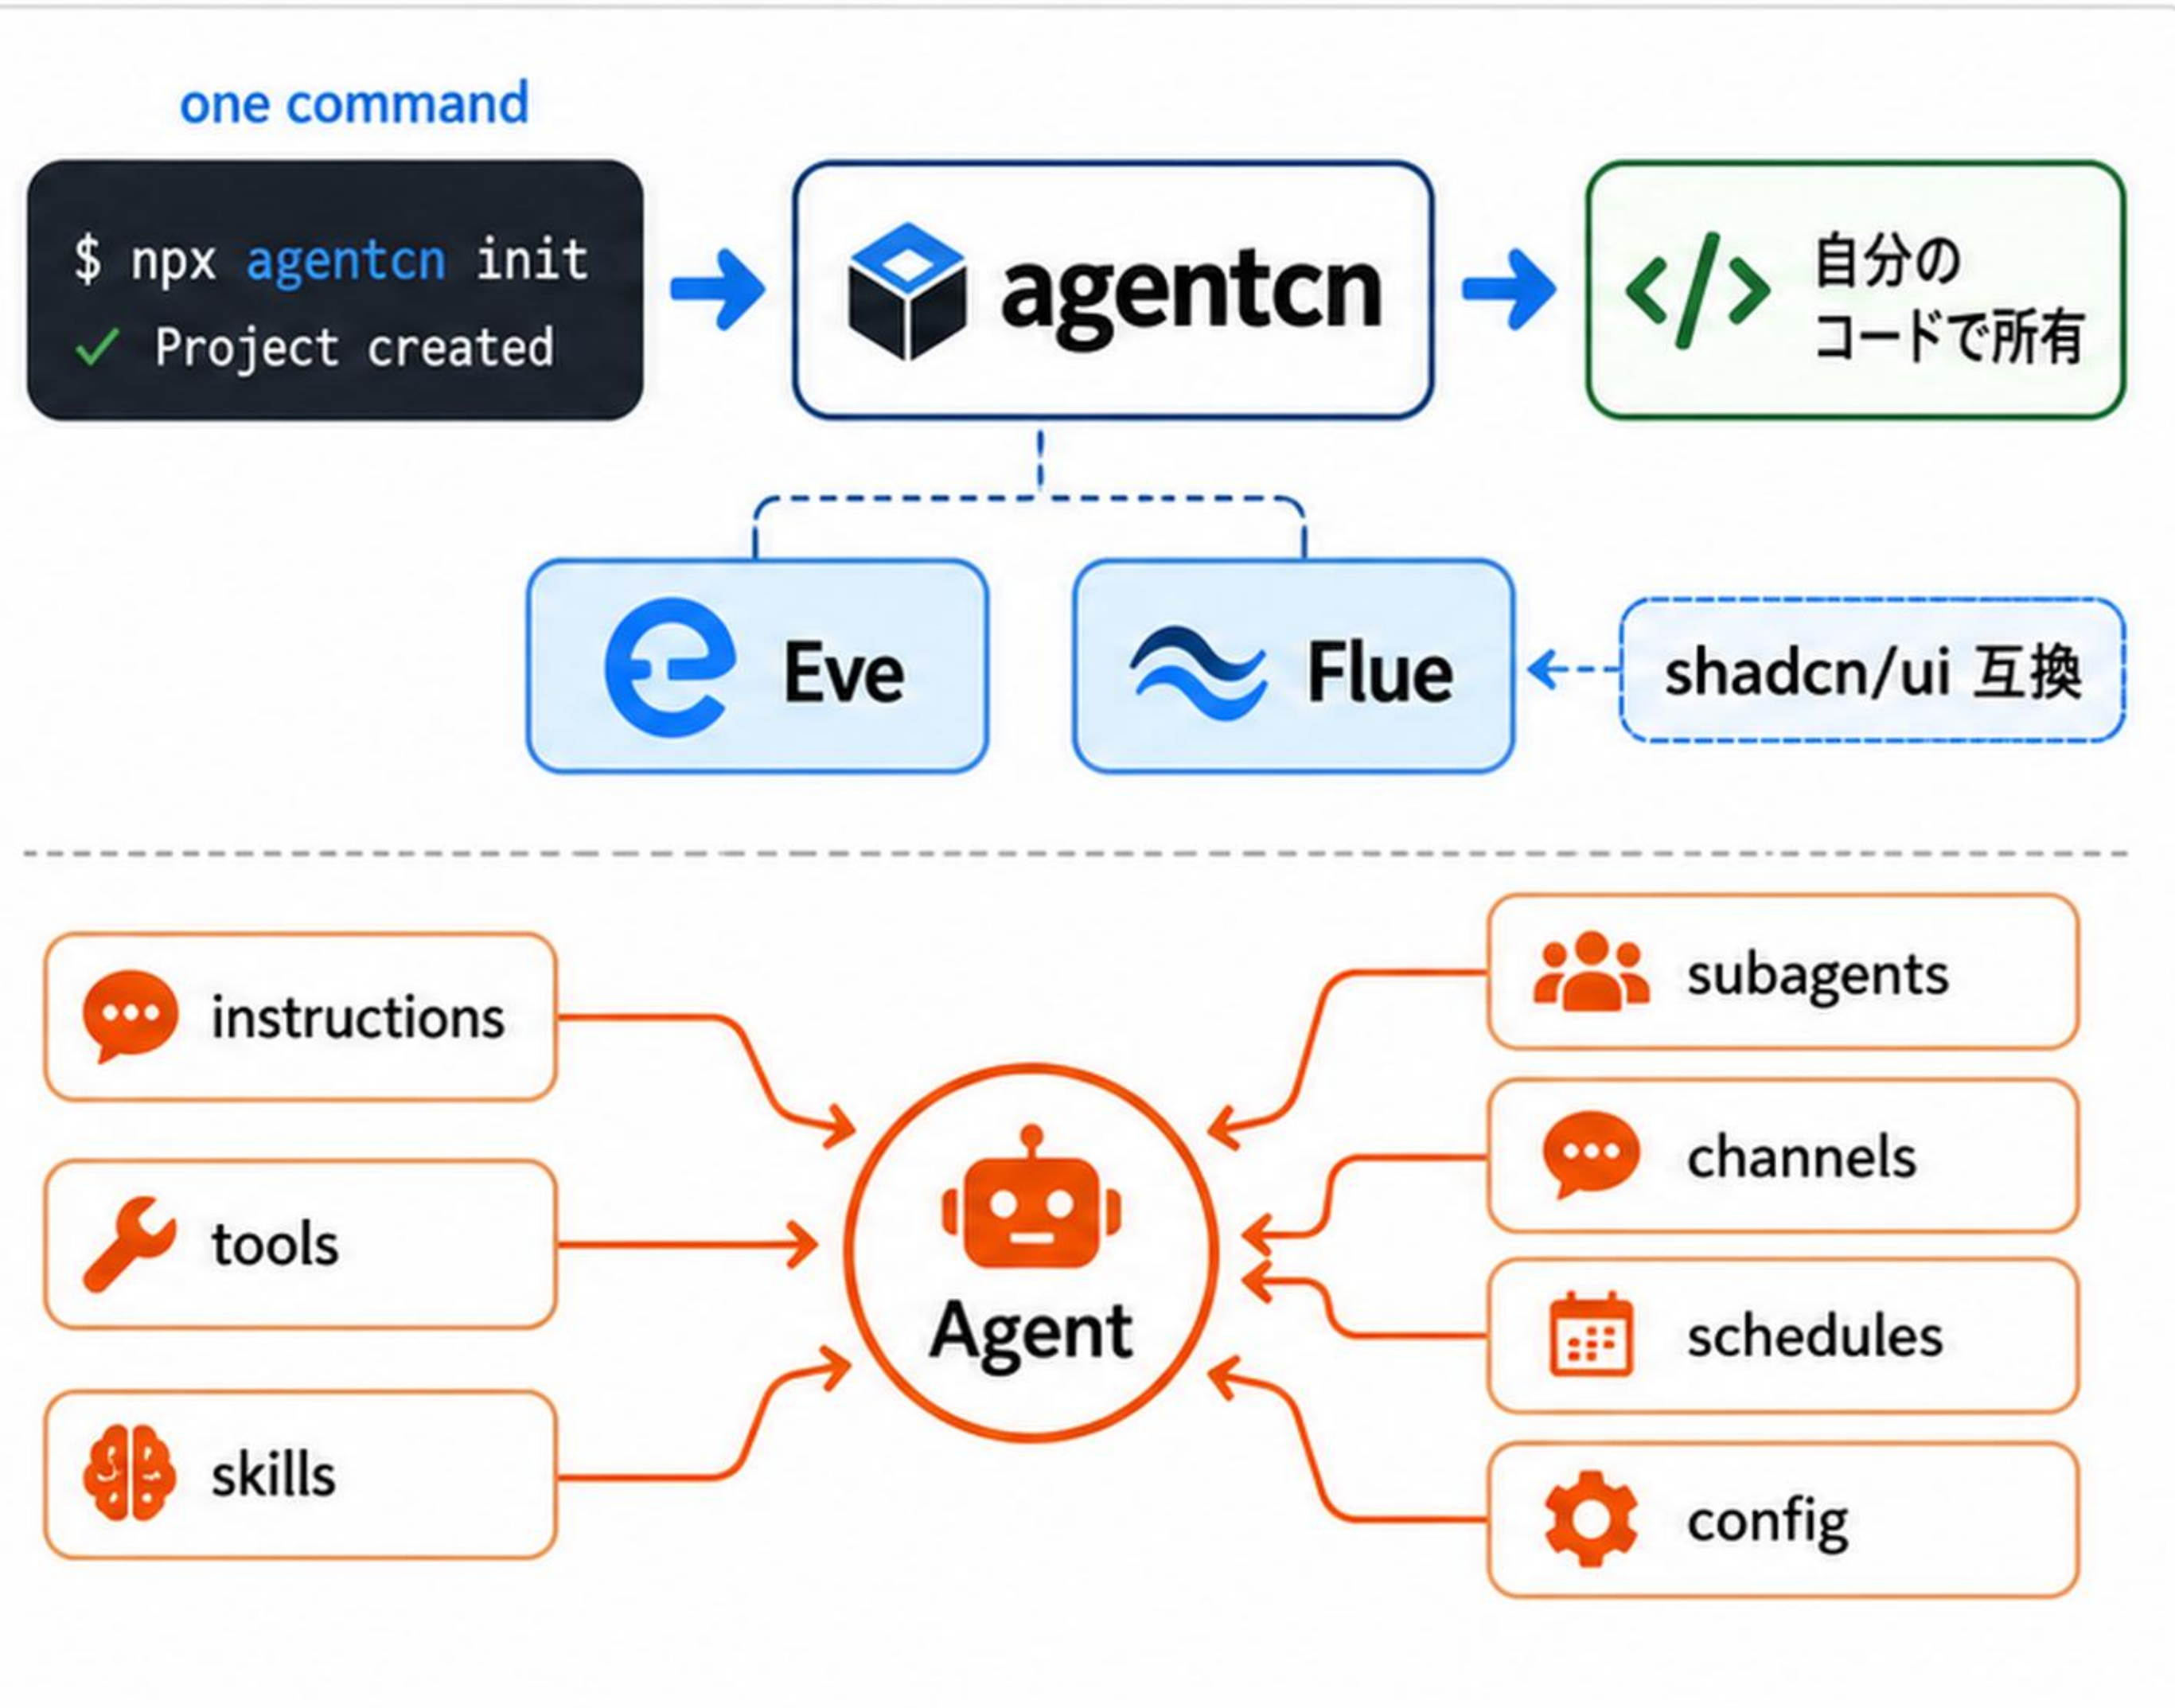 one command
$ npx agentcn init
✓ Project created
agentcn
自分の
コードで所有
Eve
Flue
shadcn/ui 互換
instructions
tools
skills
Agent
subagents
channels
schedules
config